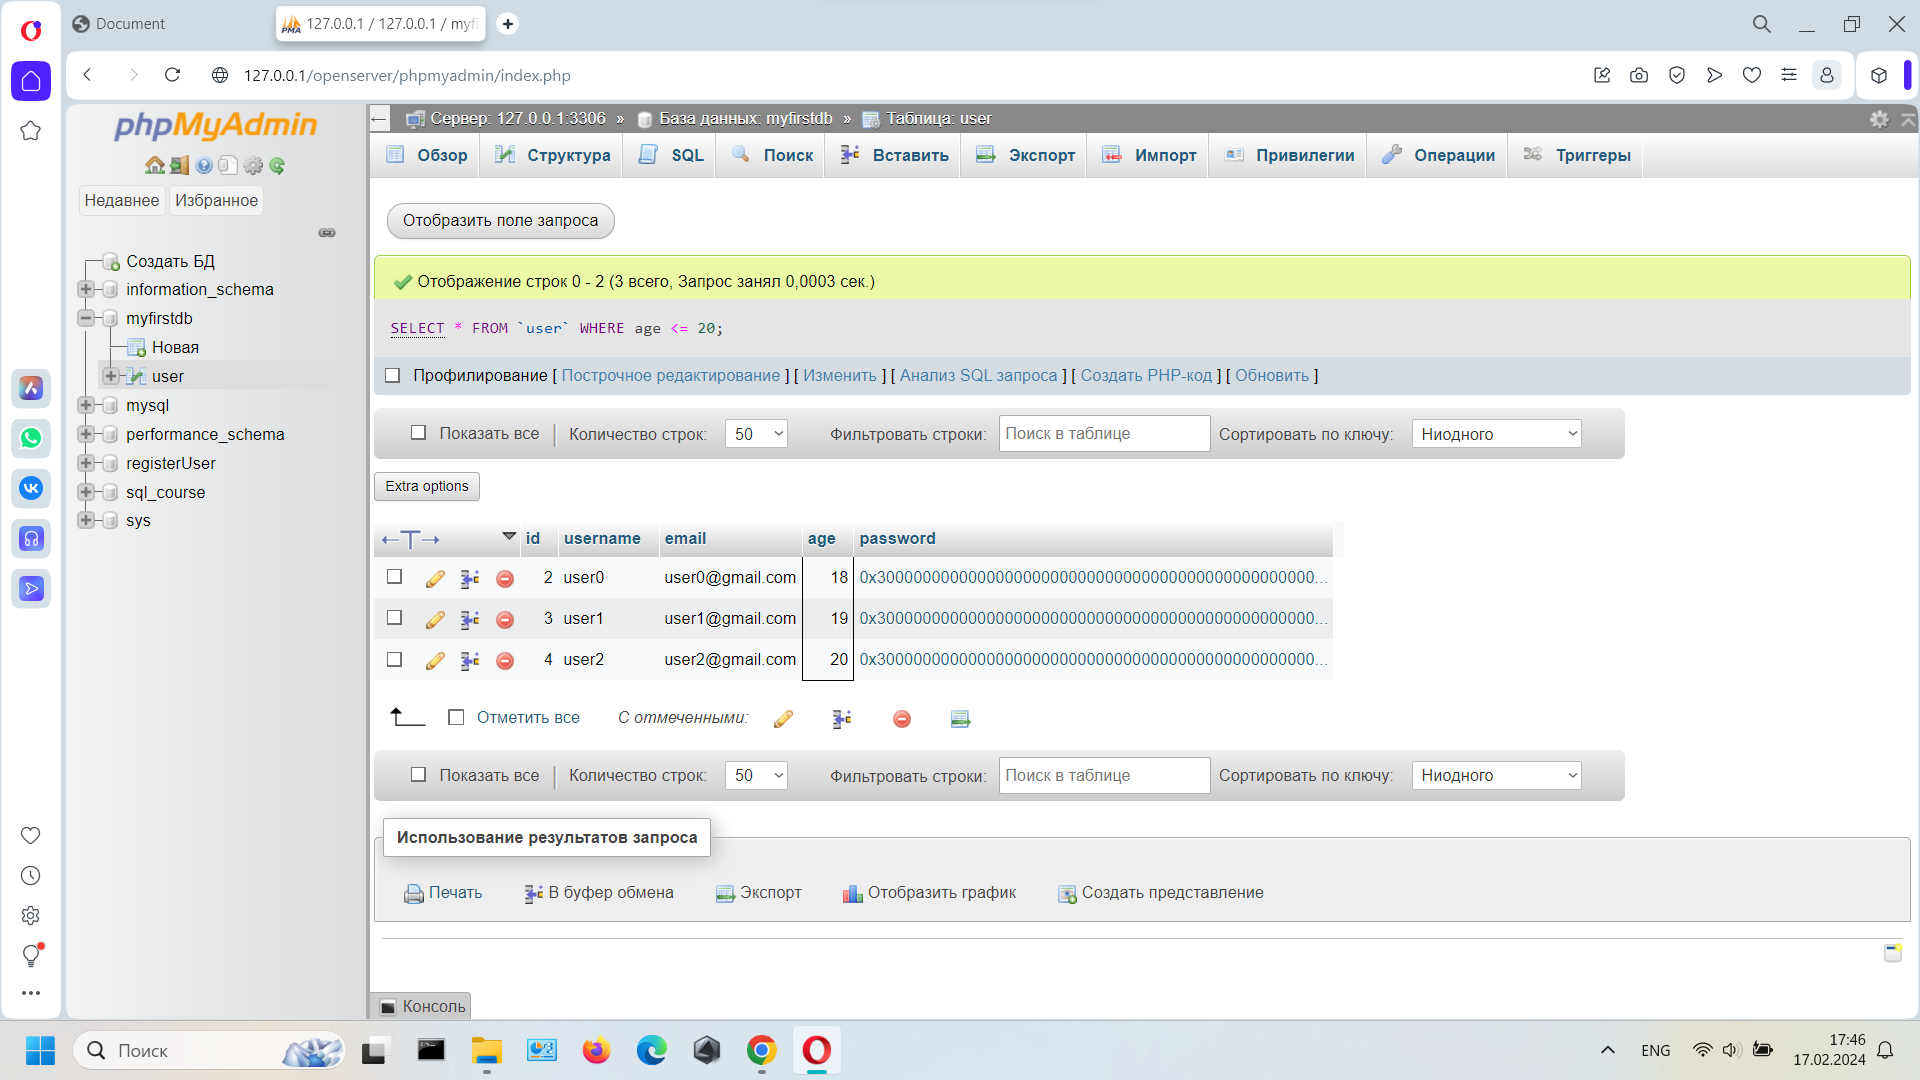 Document
127.0.0.1 / 127.0.0.1 / myfi
127.0.0.1/openserver/phpmyadmin/index.php
phpMyAdmin
Недавнее
Избранное
Создать БД
information_schema
myfirstdb
Новая
user
mysql
performance_schema
registerUser
sql_course
sys
Сервер: 127.0.0.1:3306 » База данных: myfirstdb » Таблица: user
Обзор Структура SQL Поиск Вставить Экспорт Импорт Привилегии Операции Триггеры
Отобразить поле запроса
Отображение строк 0 - 2 (3 всего, Запрос занял 0,0003 сек.)
SELECT * FROM `user` WHERE age <= 20;
Профилирование [ Построчное редактирование ] [ Изменить ] [ Анализ SQL запроса ] [ Создать PHP-код ] [ Обновить ]
Показать все Количество строк: 50 Фильтровать строки: Поиск в таблице Сортировать по ключу: Ниодного
Extra options
id username email age password
2 user0 user0@gmail.com 18 0x30000000000000000000000000000000000000000000000000...
3 user1 user1@gmail.com 19 0x30000000000000000000000000000000000000000000000000...
4 user2 user2@gmail.com 20 0x30000000000000000000000000000000000000000000000000...
Отметить все С отмеченными:
Показать все Количество строк: 50 Фильтровать строки: Поиск в таблице Сортировать по ключу: Ниодного
Использование результатов запроса
Печать В буфер обмена Экспорт Отобразить график Создать представление
Консоль
Поиск
ENG
17:46
17.02.2024